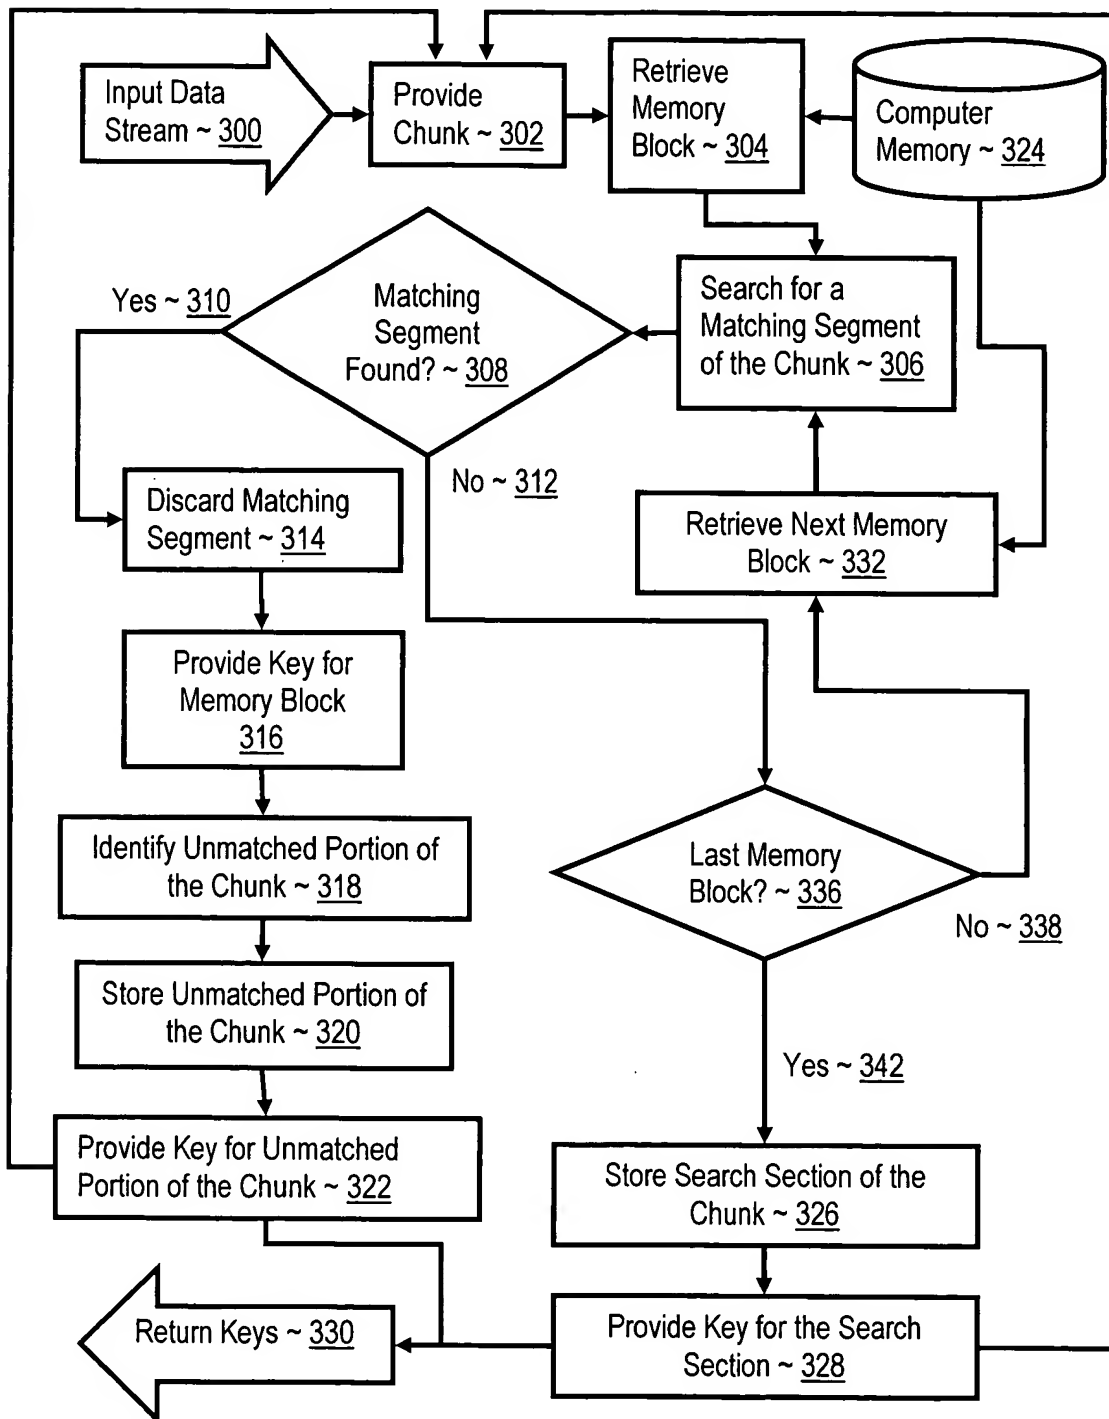 Input Data
Stream ~ 300
Provide
Chunk ~ 302
Retrieve
Memory
Block ~ 304
Computer
Memory ~ 324
Yes ~ 310
Matching
Segment
Found? ~ 308
Search for a
Matching Segment
of the Chunk ~ 306
No ~ 312
Discard Matching
Segment ~ 314
Retrieve Next Memory
Block ~ 332
Provide Key for
Memory Block
316
Identify Unmatched Portion of
the Chunk ~ 318
Last Memory
Block? ~ 336
No ~ 338
Store Unmatched Portion of
the Chunk ~ 320
Yes ~ 342
Provide Key for Unmatched
Portion of the Chunk ~ 322
Store Search Section of the
Chunk ~ 326
Return Keys ~ 330
Provide Key for the Search
Section ~ 328